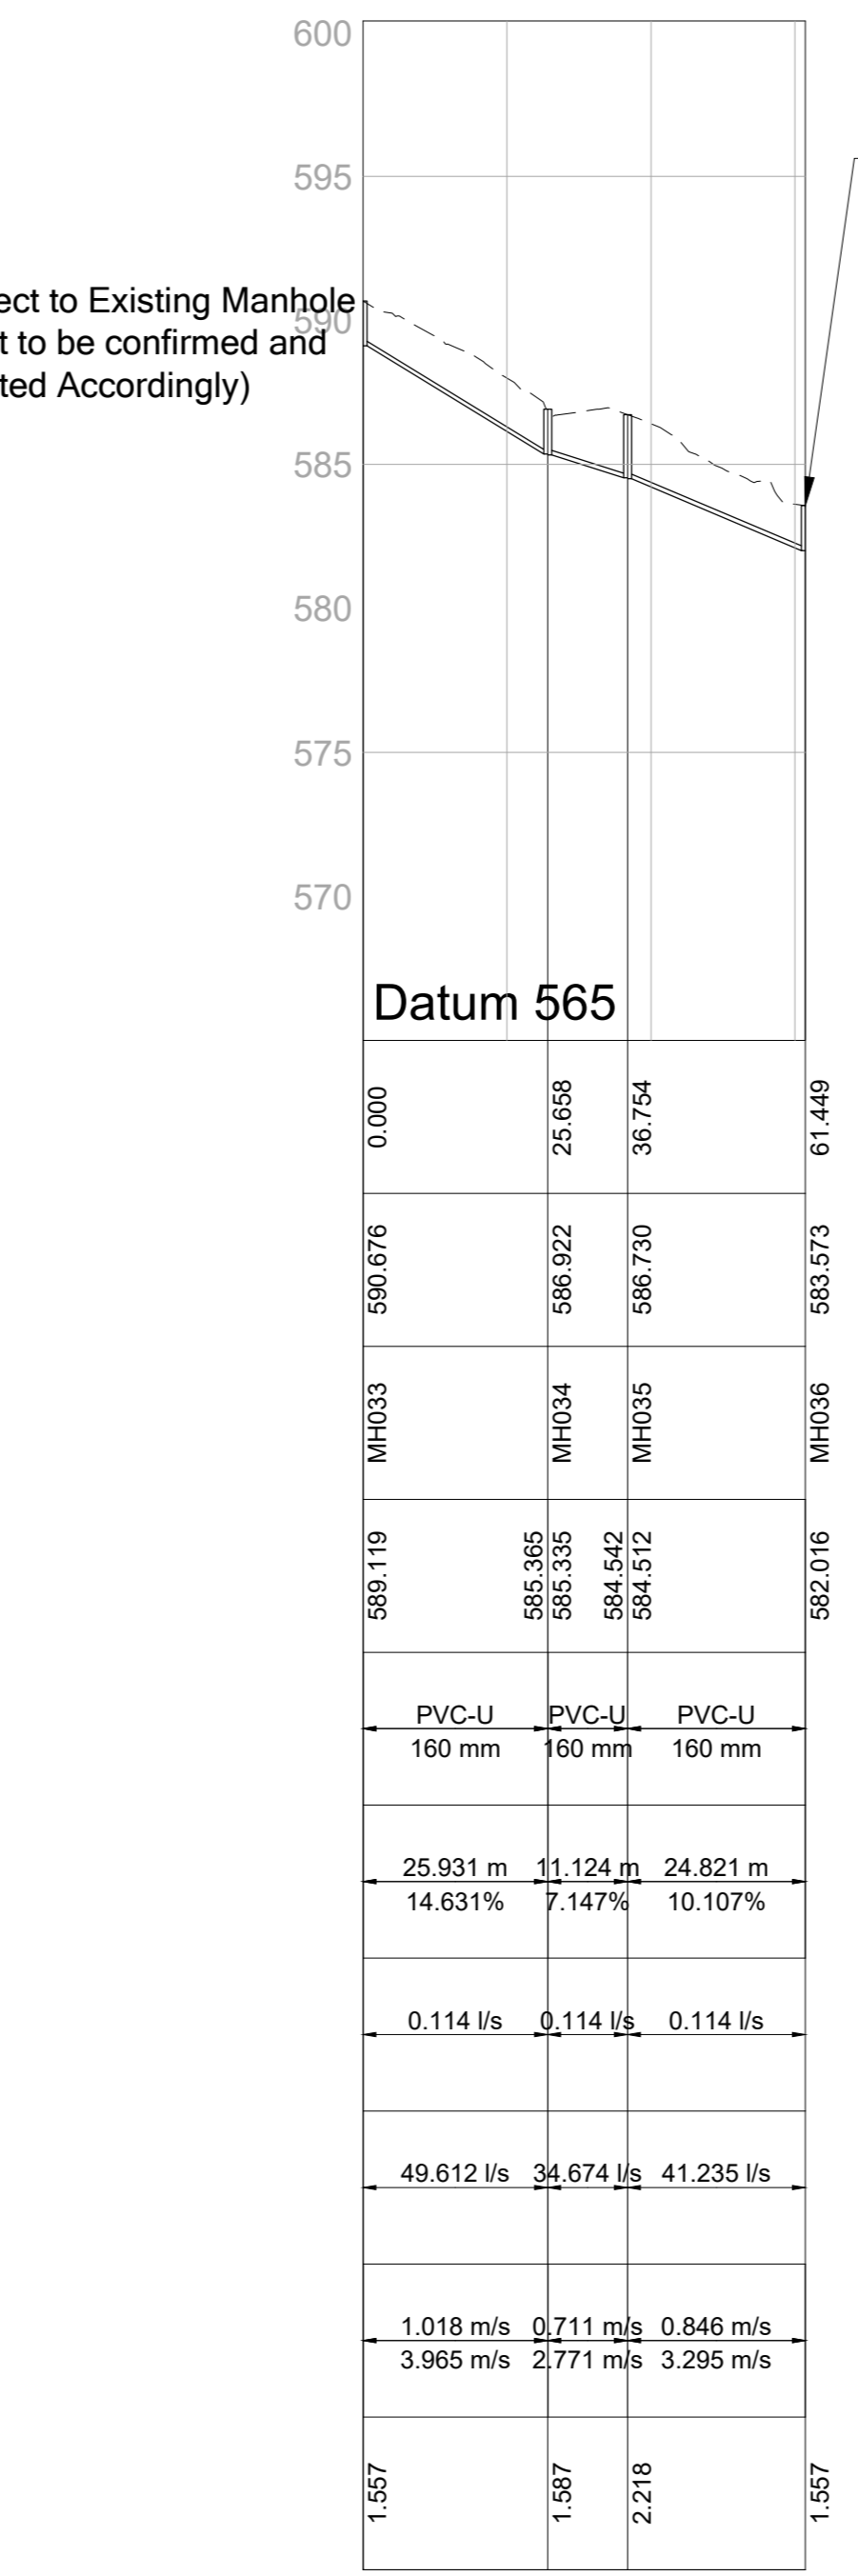 600
595
ect to Existing Manhole
590
t to be confirmed and
ted Accordingly)
585
580
575
570
Datum 565
0.000 25.658 36.754 61.449
590.676 586.922 586.730 583.573
MH033 MH034 MH035 MH036
589.119 585.365 585.335 584.542 584.512 582.016
PVC-U PVC-U PVC-U
160 mm 160 mm 160 mm
25.931 m 11.124 m 24.821 m
14.631% 7.147% 10.107%
0.114 l/s 0.114 l/s 0.114 l/s
49.612 l/s 34.674 l/s 41.235 l/s
1.018 m/s 0.711 m/s 0.846 m/s
3.965 m/s 2.771 m/s 3.295 m/s
1.557 1.587 2.218 1.557